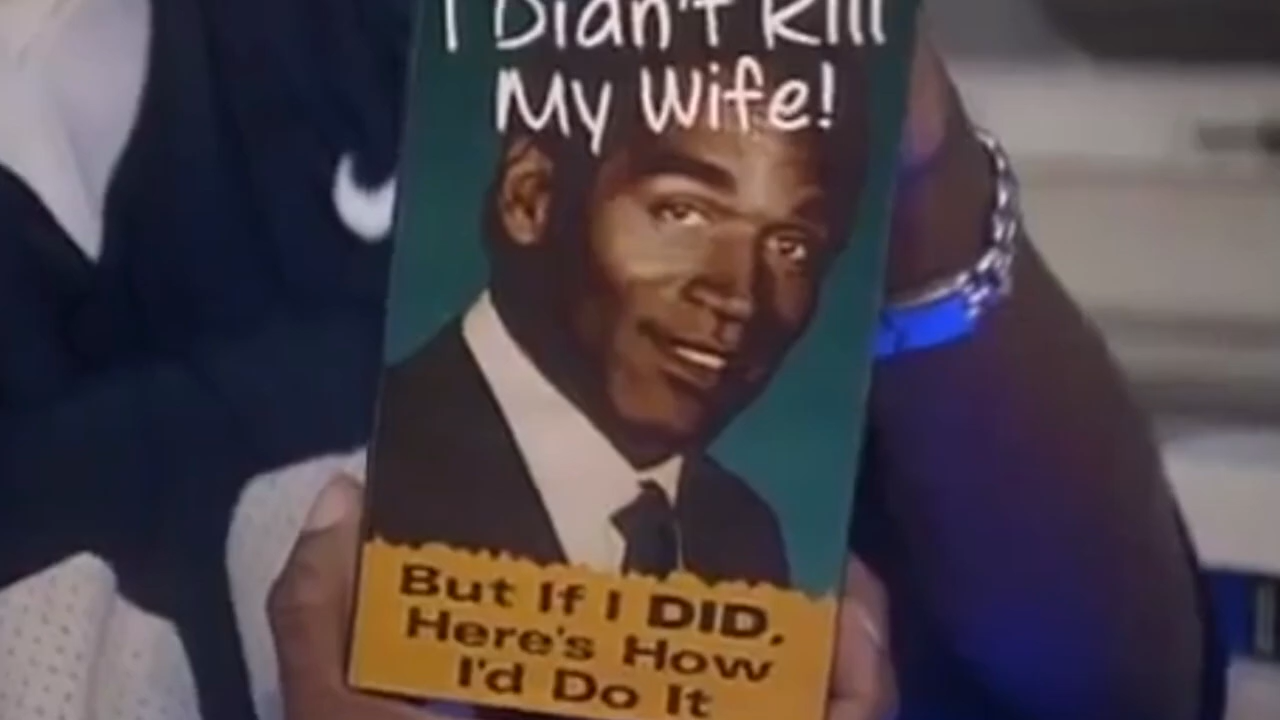 I Didn't Kill
My Wife!
But If I DID,
Here's How
I'd Do It